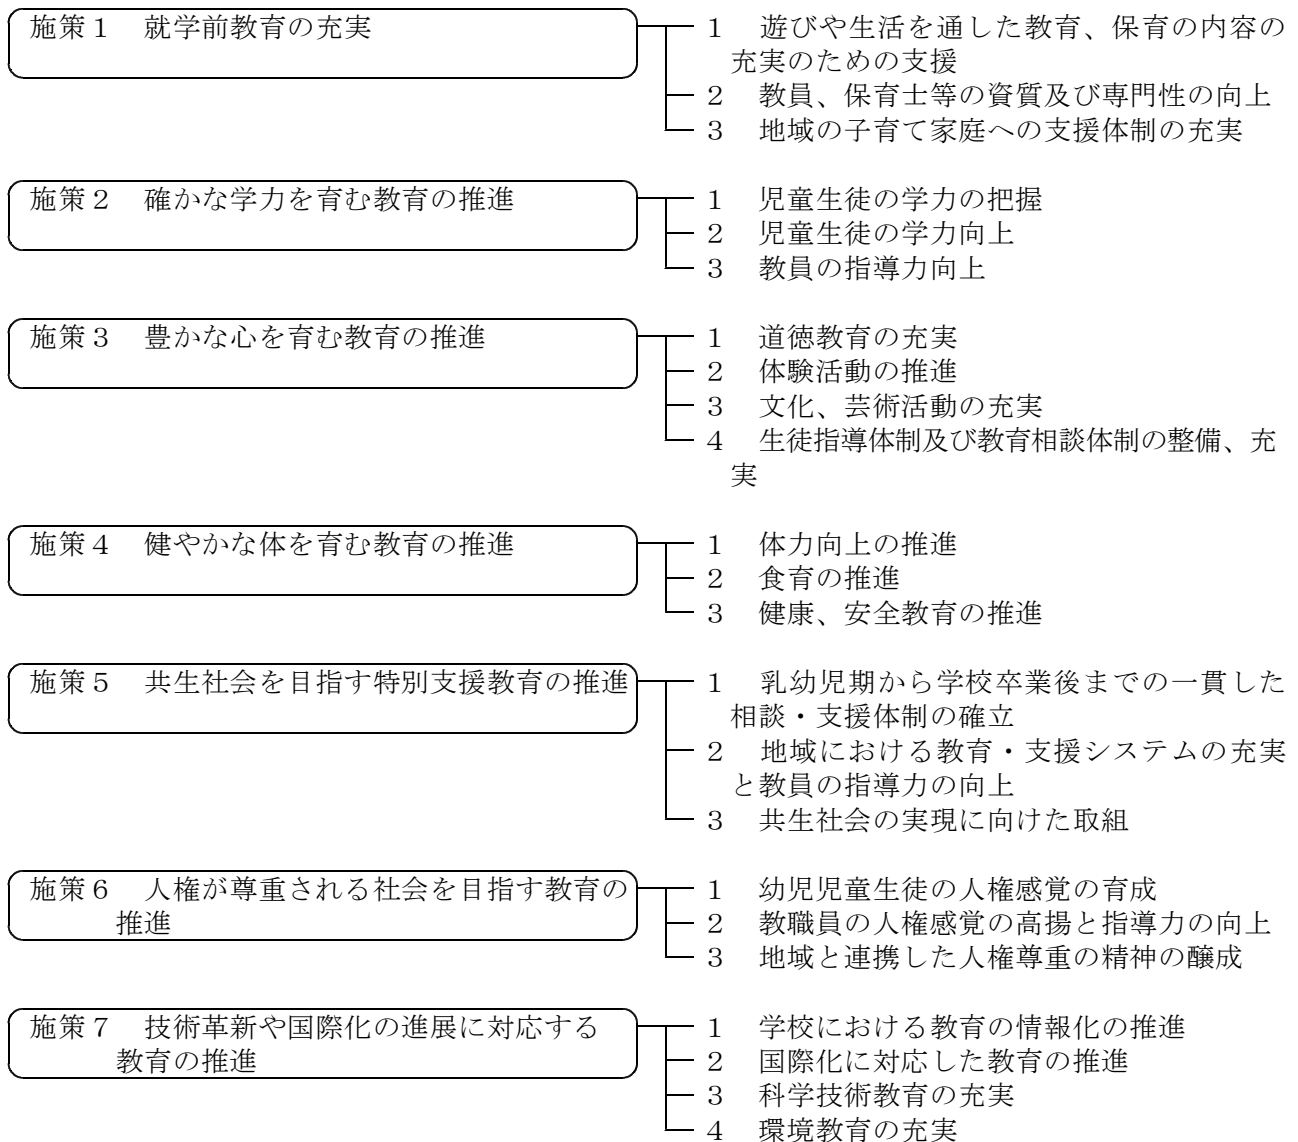 施策１　就学前教育の充実
１　遊びや生活を通した教育、保育の内容の
充実のための支援
２　教員、保育士等の資質及び専門性の向上
３　地域の子育て家庭への支援体制の充実
施策２　確かな学力を育む教育の推進
１　児童生徒の学力の把握
２　児童生徒の学力向上
３　教員の指導力向上
施策３　豊かな心を育む教育の推進
１　道徳教育の充実
２　体験活動の推進
３　文化、芸術活動の充実
４　生徒指導体制及び教育相談体制の整備、充
実
施策４　健やかな体を育む教育の推進
１　体力向上の推進
２　食育の推進
３　健康、安全教育の推進
施策５　共生社会を目指す特別支援教育の推進
１　乳幼児期から学校卒業後までの一貫した
相談・支援体制の確立
２　地域における教育・支援システムの充実
と教員の指導力の向上
３　共生社会の実現に向けた取組
施策６　人権が尊重される社会を目指す教育の
推進
１　幼児児童生徒の人権感覚の育成
２　教職員の人権感覚の高揚と指導力の向上
３　地域と連携した人権尊重の精神の醸成
施策７　技術革新や国際化の進展に対応する
教育の推進
１　学校における教育の情報化の推進
２　国際化に対応した教育の推進
３　科学技術教育の充実
４　環境教育の充実